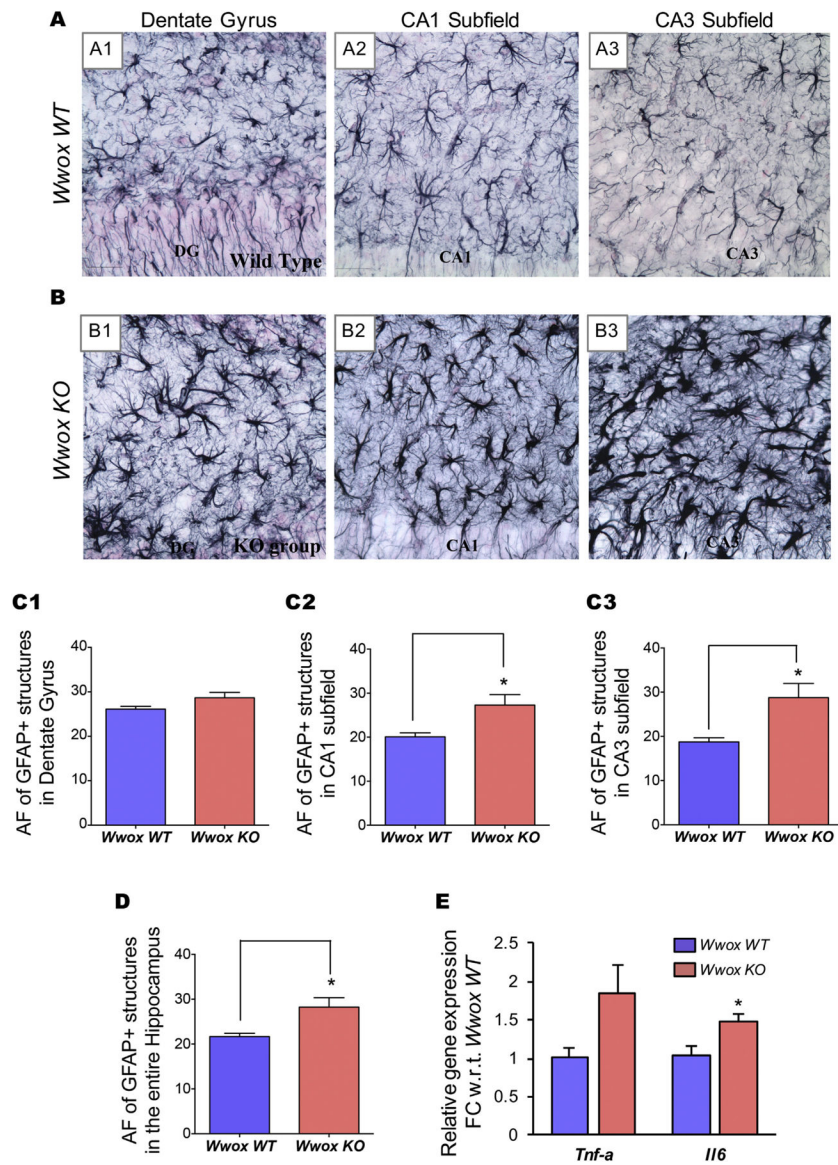 A
Dentate Gyrus
CA1 Subfield
CA3 Subfield
Wwox WT
A1
A2
A3
DG
Wild Type
CA1
CA3
B
Wwox KO
B1
B2
B3
DG
KO group
CA1
CA3
C1
AF of GFAP+ structures
in Dentate Gyrus
40
30
20
10
0
Wwox WT
Wwox KO
C2
AF of GFAP+ structures
in CA1 subfield
40
30
20
10
0
*
Wwox WT
Wwox KO
C3
AF of GFAP+ structures
in CA3 subfield
40
30
20
10
0
*
Wwox WT
Wwox KO
D
AF of GFAP+ structures
in the entire Hippocampus
40
30
20
10
0
*
Wwox WT
Wwox KO
E
Relative gene expression
FC w.r.t. Wwox WT
2.5
2
1.5
1
0.5
0
Wwox WT
Wwox KO
*
Tnf-a
Il6